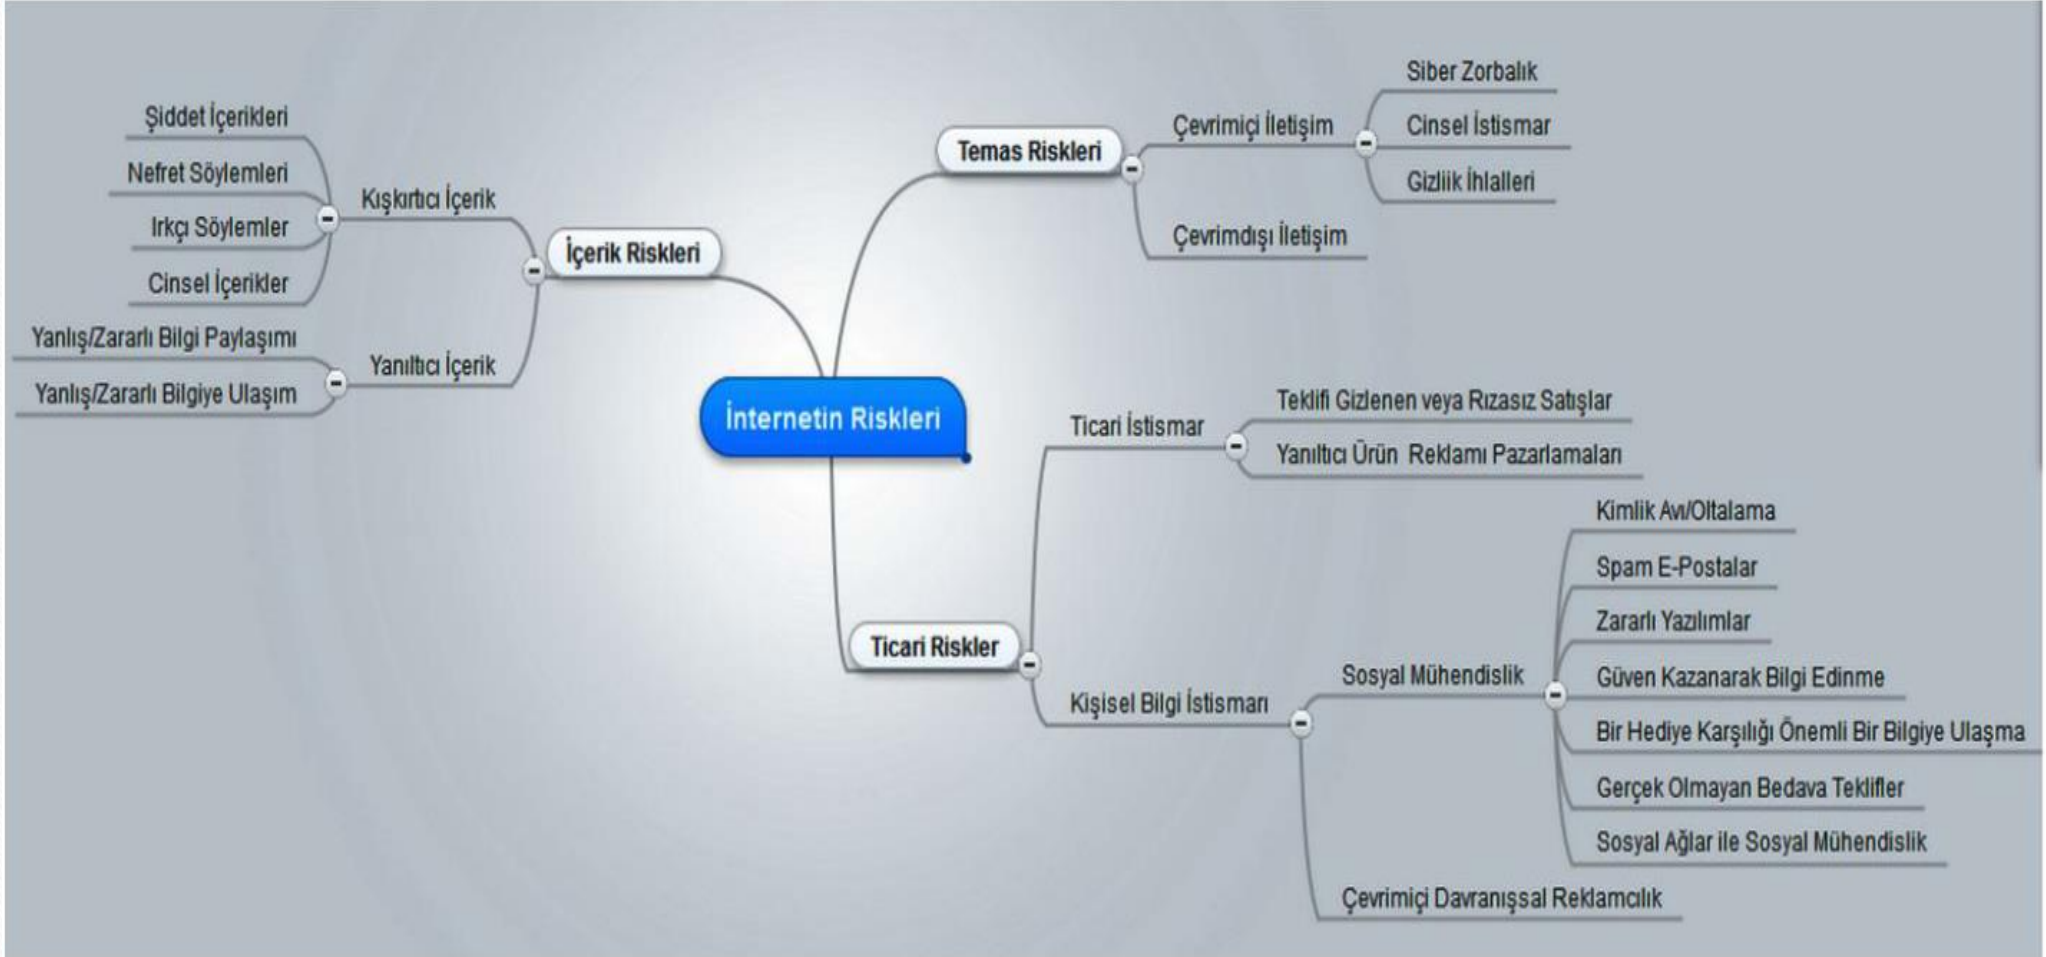 Şiddet İçerikleri
Nefret Söylemleri
Irkçı Söylemler
Cinsel İçerikler
Kışkırtıcı İçerik
Yanlış/Zararlı Bilgi Paylaşımı
Yanlış/Zararlı Bilgiye Ulaşım
Yanıltıcı İçerik
İçerik Riskleri
İnternetin Riskleri
Temas Riskleri
Çevrimiçi İletişim
Siber Zorbalık
Cinsel İstismar
Gizliik İhlalleri
Çevrimdışı İletişim
Ticari Riskler
Ticari İstismar
Teklifi Gizlenen veya Rızasız Satışlar
Yanıltıcı Ürün Reklamı Pazarlamaları
Kişisel Bilgi İstismarı
Sosyal Mühendislik
Kimlik Avı/Oltalama
Spam E-Postalar
Zararlı Yazılımlar
Güven Kazanarak Bilgi Edinme
Bir Hediye Karşılığı Önemli Bir Bilgiye Ulaşma
Gerçek Olmayan Bedava Teklifler
Sosyal Ağlar ile Sosyal Mühendislik
Çevrimiçi Davranışsal Reklamcılık